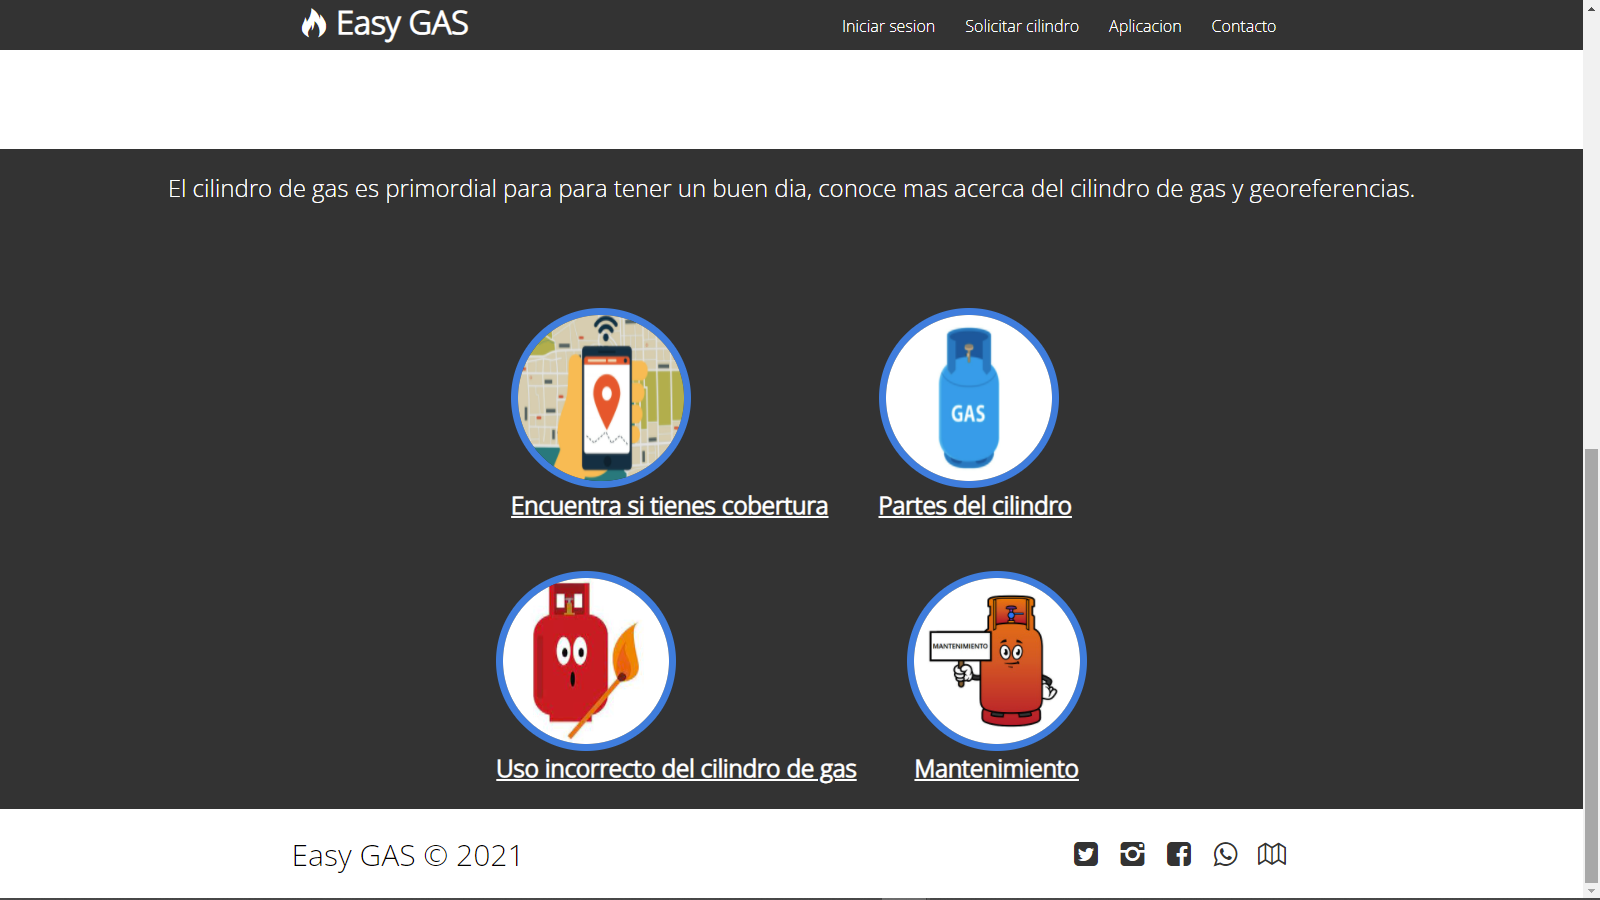 Easy GAS
Iniciar sesion
Solicitar cilindro
Aplicacion
Contacto
El cilindro de gas es primordial para para tener un buen dia, conoce mas acerca del cilindro de gas y georeferencias.
GAS
Encuentra si tienes cobertura
Partes del cilindro
MANTENIMIENTO
Uso incorrecto del cilindro de gas
Mantenimiento
Easy GAS © 2021